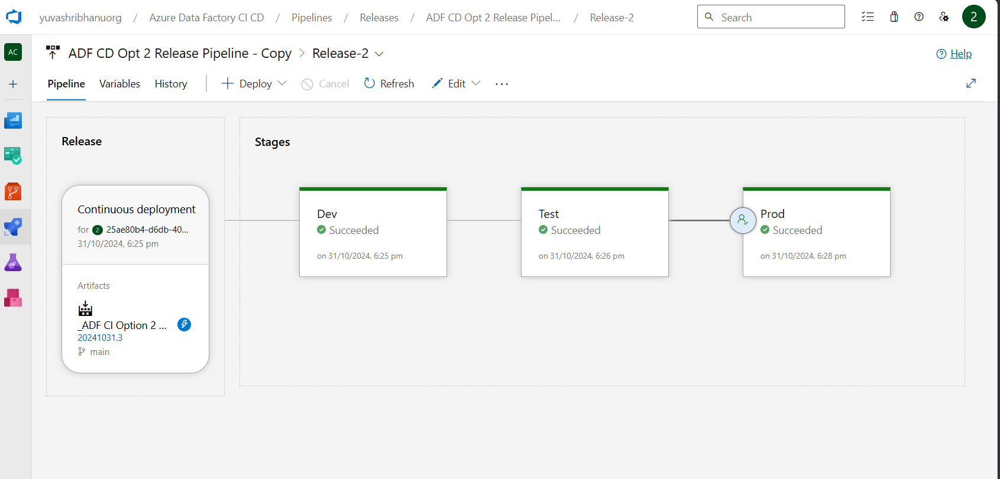 yuvashribhanuorg / Azure Data Factory CI CD / Pipelines / Releases / ADF CD Opt 2 Release Pipel... / Release-2
Search
2
AC
ADF CD Opt 2 Release Pipeline - Copy > Release-2
Help
Pipeline Variables History Deploy Cancel Refresh Edit ...
Release
Stages
Continuous deployment
for 2 25ae80b4-d6db-40...
31/10/2024, 6:25 pm
Artifacts
_ADF CI Option 2 ...
20241031.3
main
Dev
Succeeded
on 31/10/2024, 6:25 pm
Test
Succeeded
on 31/10/2024, 6:26 pm
Prod
Succeeded
on 31/10/2024, 6:28 pm